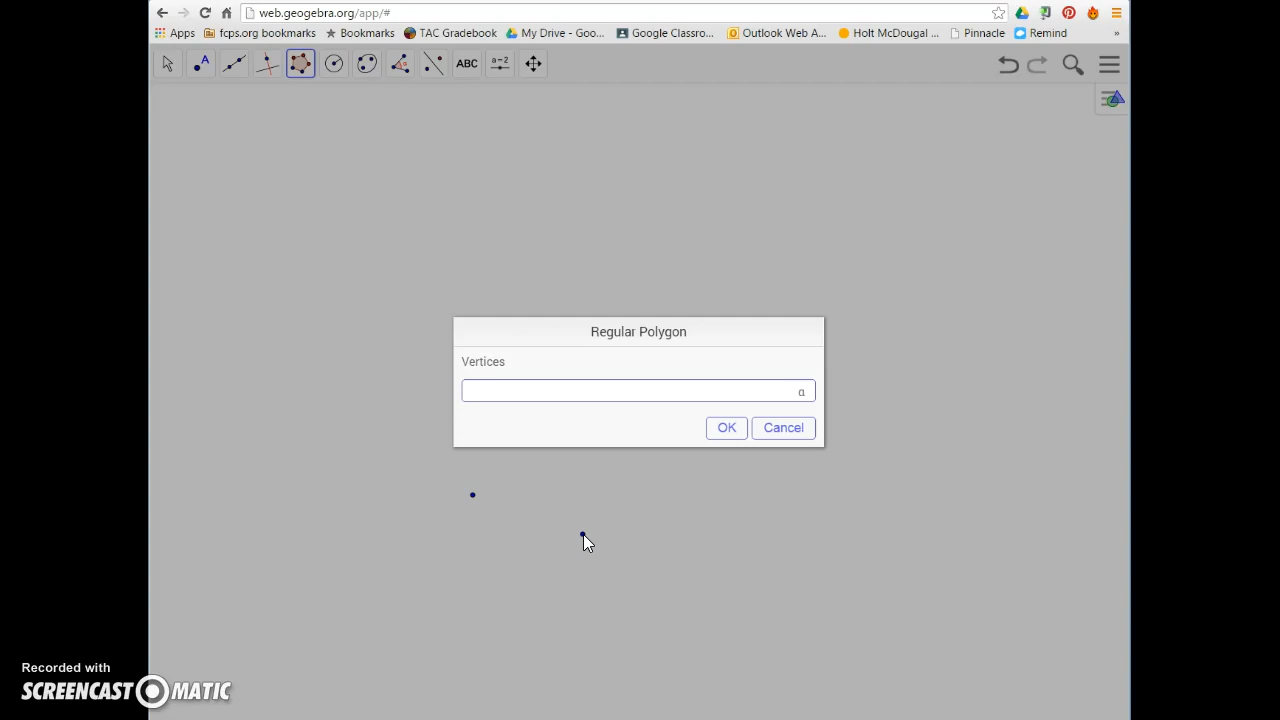 web.geogebra.org/app/#
Apps fcps.org bookmarks Bookmarks TAC Gradebook My Drive - Goo... Google Classro... Outlook Web A... Holt McDougal ... Pinnacle Remind »
A ABC a=2
Regular Polygon
Vertices
α
OK Cancel
Recorded with
SCREENCAST MATIC